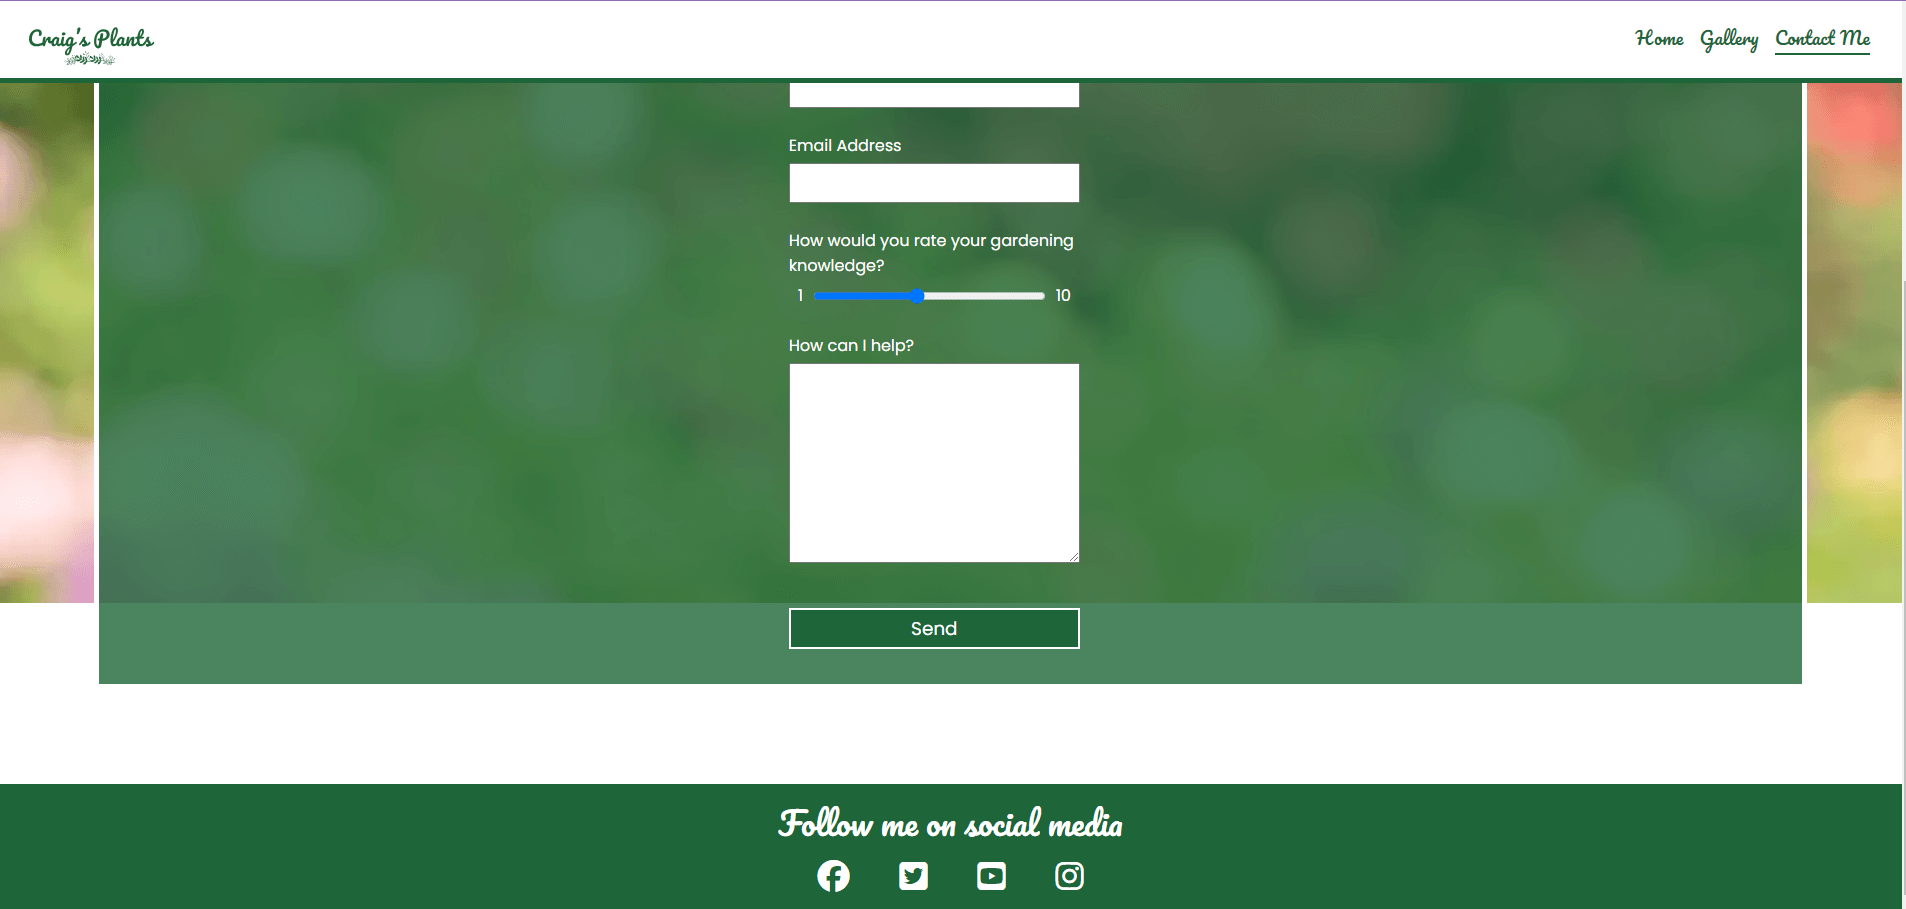 Craig's Plants
Home Gallery Contact Me
Email Address
How would you rate your gardening
knowledge?
1 10
How can I help?
Send
Follow me on social media